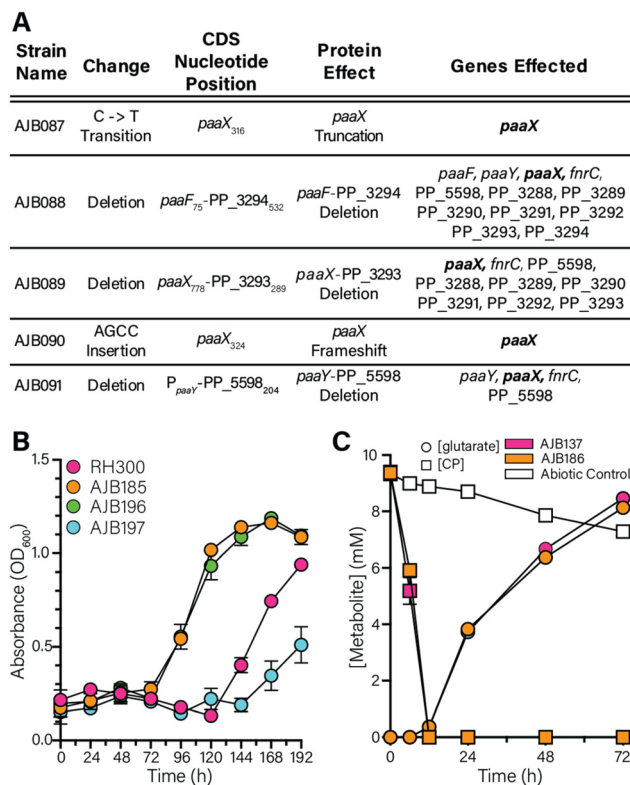 A
Strain
Name
Change
CDS
Nucleotide
Position
Protein
Effect
Genes Effected
AJB087
C -> T
Transition
paaX316
paaX
Truncation
paaX
AJB088
Deletion
paaF75-PP_3294532
paaF-PP_3294
Deletion
paaF, paaY, paaX, fnrC,
PP_5598, PP_3288, PP_3289
PP_3290, PP_3291, PP_3292
PP_3293, PP_3294
AJB089
Deletion
paaX778-PP_3293289
paaX-PP_3293
Deletion
paaX, fnrC, PP_5598,
PP_3288, PP_3289, PP_3290
PP_3291, PP_3292, PP_3293
AJB090
AGCC
Insertion
paaX324
paaX
Frameshift
paaX
AJB091
Deletion
PpaaY-PP_5598204
paaY-PP_5598
Deletion
paaY, paaX, fnrC,
PP_5598
B
RH300
AJB185
AJB196
AJB197
Absorbance (OD600)
1.5
1.0
0.5
0.0
0 24 48 72 96 120 144 168 192
Time (h)
C
[glutarate]
[CP]
AJB137
AJB186
Abiotic Control
[Metabolite] (mM)
10
8
6
4
2
0
0 24 48 72
Time (h)